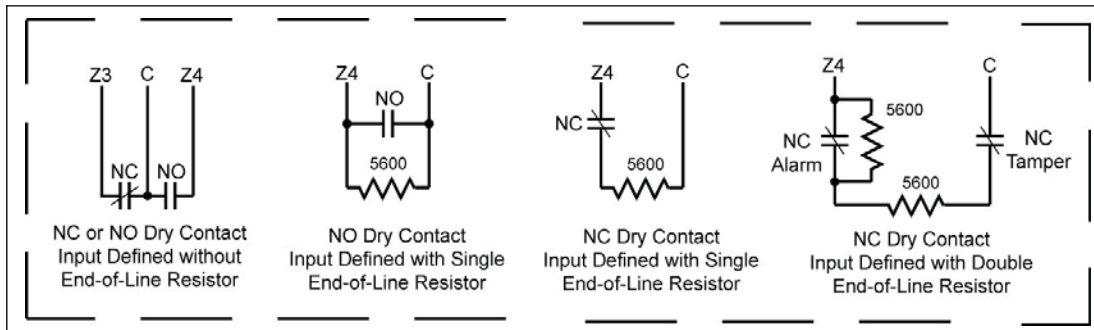 Z3 C Z4
NC NO
NC or NO Dry Contact
Input Defined without
End-of-Line Resistor
Z4 C
NO
5600
NO Dry Contact
Input Defined with Single
End-of-Line Resistor
Z4 C
NC
5600
NC Dry Contact
Input Defined with Single
End-of-Line Resistor
Z4 C
5600
NC
Alarm
NC
Tamper
5600
NC Dry Contact
Input Defined with Double
End-of-Line Resistor